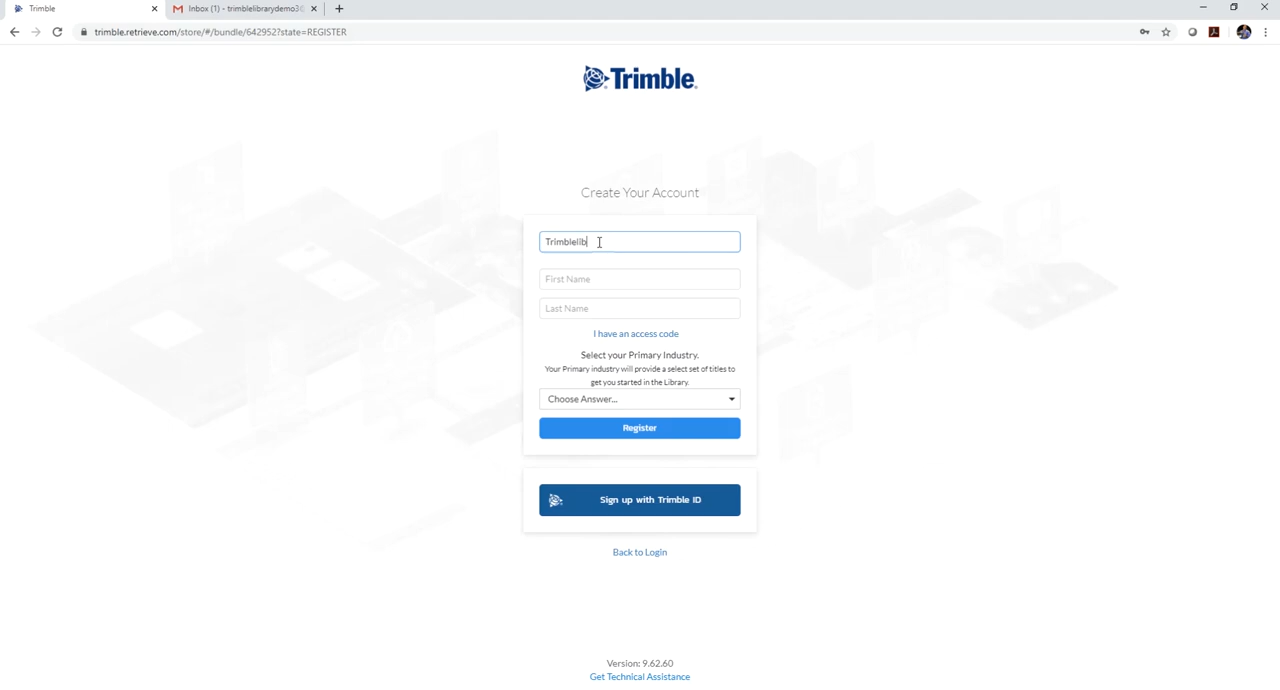 Trimble
Inbox (1) - trimblelibrarydemo3@
trimble.retrieve.com/store/#/bundle/642952?state=REGISTER
Trimble
Create Your Account
Trimblelib
First Name
Last Name
I have an access code
Select your Primary Industry.
Your Primary industry will provide a select set of titles to
get you started in the Library.
Choose Answer...
Register
Sign up with Trimble ID
Back to Login
Version: 9.62.60
Get Technical Assistance